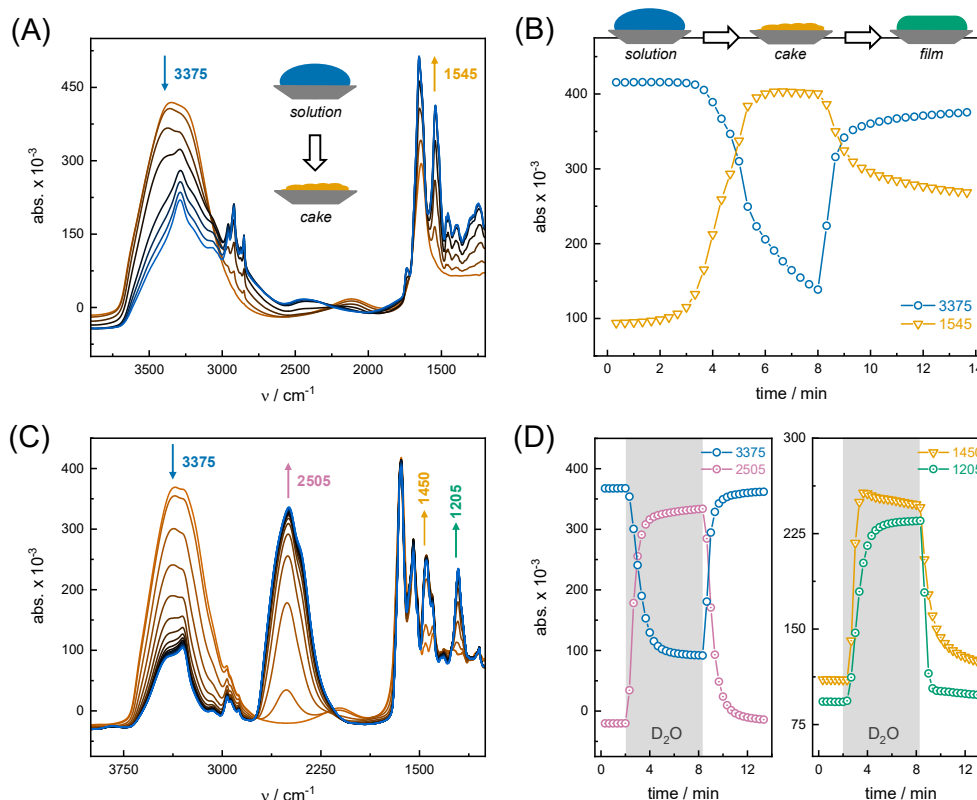 (A)
3375
1545
solution
cake
450
300
150
0
abs. x 10-3
3500 3000 2500 2000 1500
ν / cm-1
(B)
solution
cake
film
400
300
200
100
abs x 10-3
3375
1545
0 2 4 6 8 10 12 14
time / min
(C)
3375
2505
1450
1205
400
300
200
100
0
abs. x 10-3
3750 3000 2250 1500
ν / cm-1
(D)
3375
2505
400
300
200
100
0
abs. x 10-3
D2O
0 4 8 12
time / min
1450
1205
300
225
150
75
D2O
0 4 8 12
time / min